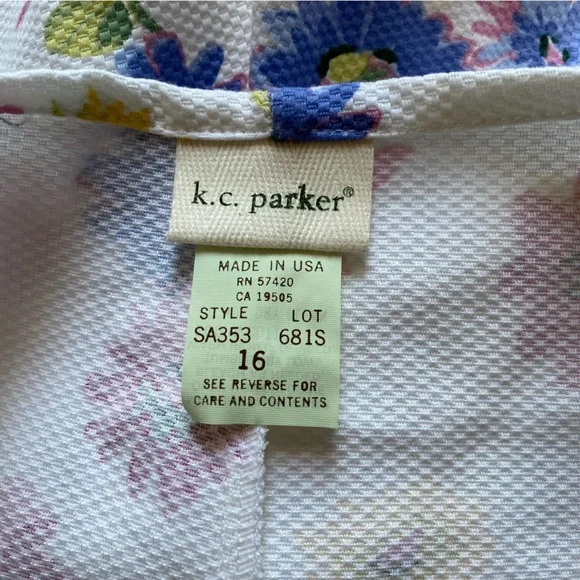 k.c. parker®
MADE IN USA
RN 57420
CA 19505
STYLE LOT
SA353 681S
16
SEE REVERSE FOR
CARE AND CONTENTS